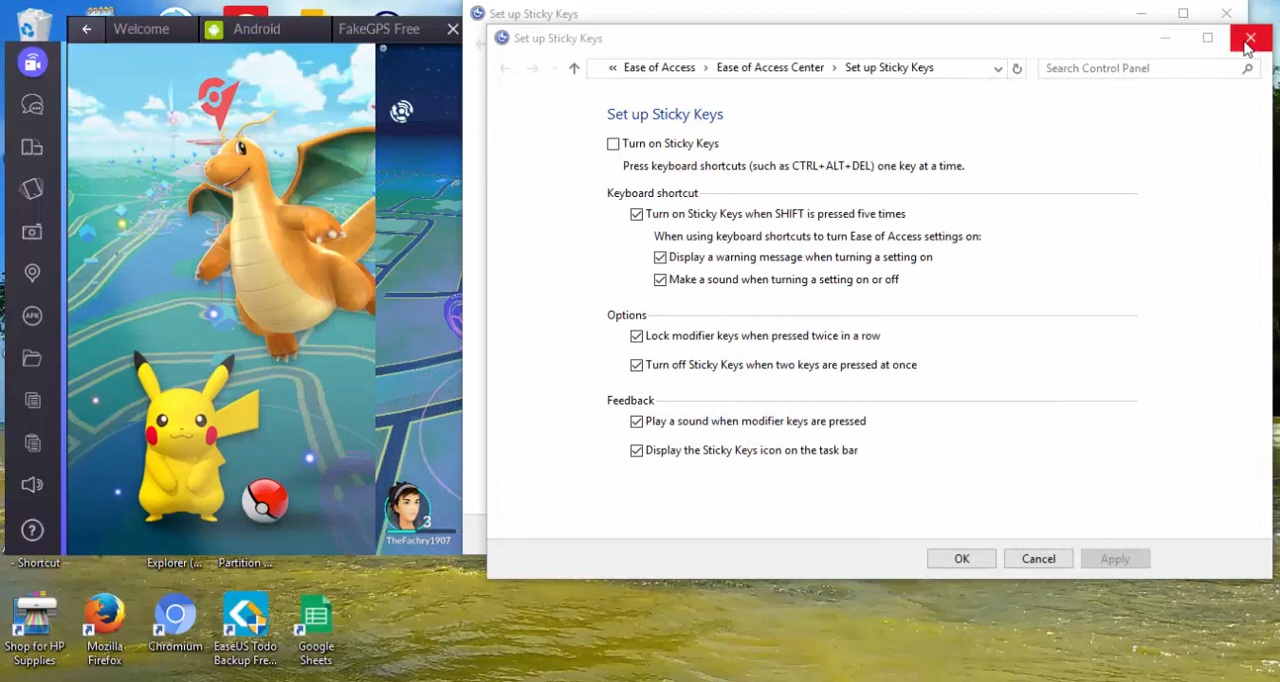 Set up Sticky Keys
Welcome
Android
FakeGPS Free
Set up Sticky Keys
« Ease of Access › Ease of Access Center › Set up Sticky Keys
Search Control Panel
Set up Sticky Keys
Turn on Sticky Keys
Press keyboard shortcuts (such as CTRL+ALT+DEL) one key at a time.
Keyboard shortcut
Turn on Sticky Keys when SHIFT is pressed five times
When using keyboard shortcuts to turn Ease of Access settings on:
Display a warning message when turning a setting on
Make a sound when turning a setting on or off
Options
Lock modifier keys when pressed twice in a row
Turn off Sticky Keys when two keys are pressed at once
Feedback
Play a sound when modifier keys are pressed
Display the Sticky Keys icon on the task bar
APK
3
TheFachry1907
OK
Cancel
Apply
- Shortcut
Explorer (...
Partition ...
Shop for HP
Supplies
Mozilla
Firefox
Chromium
EaseUS Todo
Backup Fre...
Google
Sheets